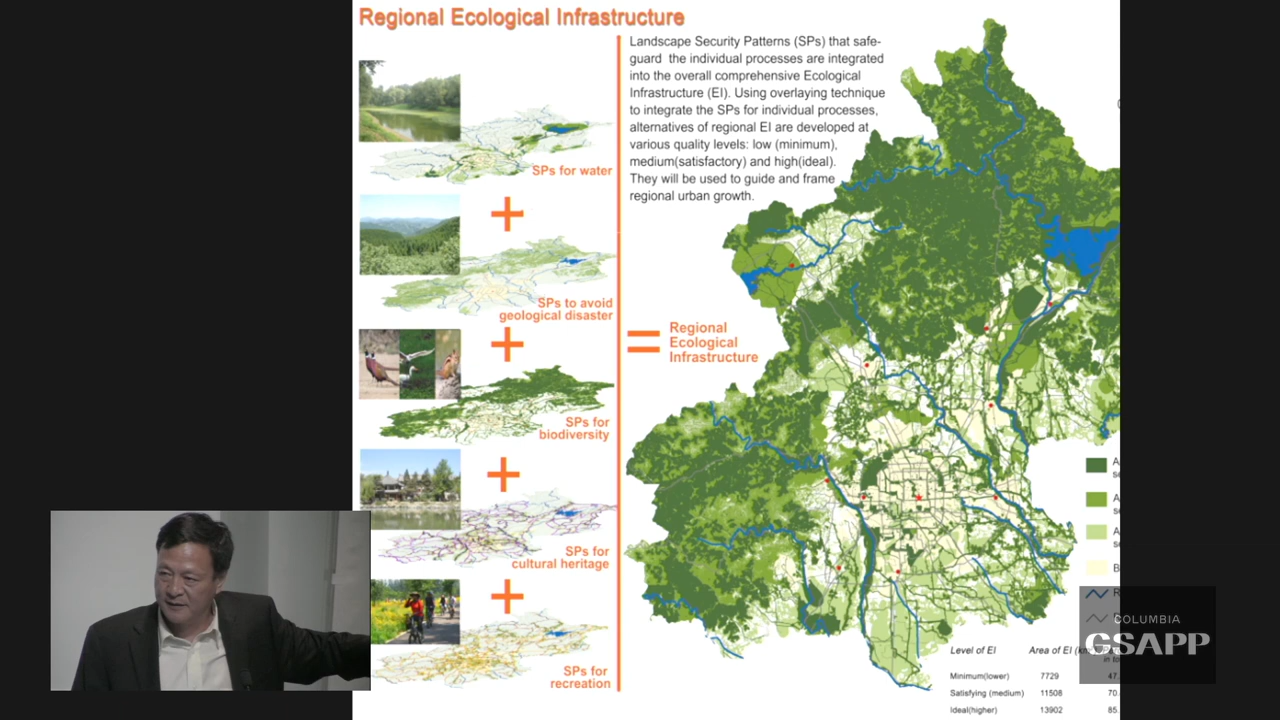 Regional Ecological Infrastructure
Landscape Security Patterns (SPs) that safe-
guard the individual processes are integrated
into the overall comprehensive Ecological
Infrastructure (EI). Using overlaying technique
to integrate the SPs for individual processes,
alternatives of regional EI are developed at
various quality levels: low (minimum),
medium(satisfactory) and high(ideal).
They will be used to guide and frame
regional urban growth.
SPs for water
+
SPs to avoid
geological disaster
+
SPs for
biodiversity
+
SPs for
cultural heritage
+
SPs for
recreation
=
Regional
Ecological
Infrastructure
Level of EI Area of EI
Minimum(lower) 7729 47.
Satisfying (medium) 11508 70.
Ideal(higher) 13902 85.
COLUMBIA
GSAPP